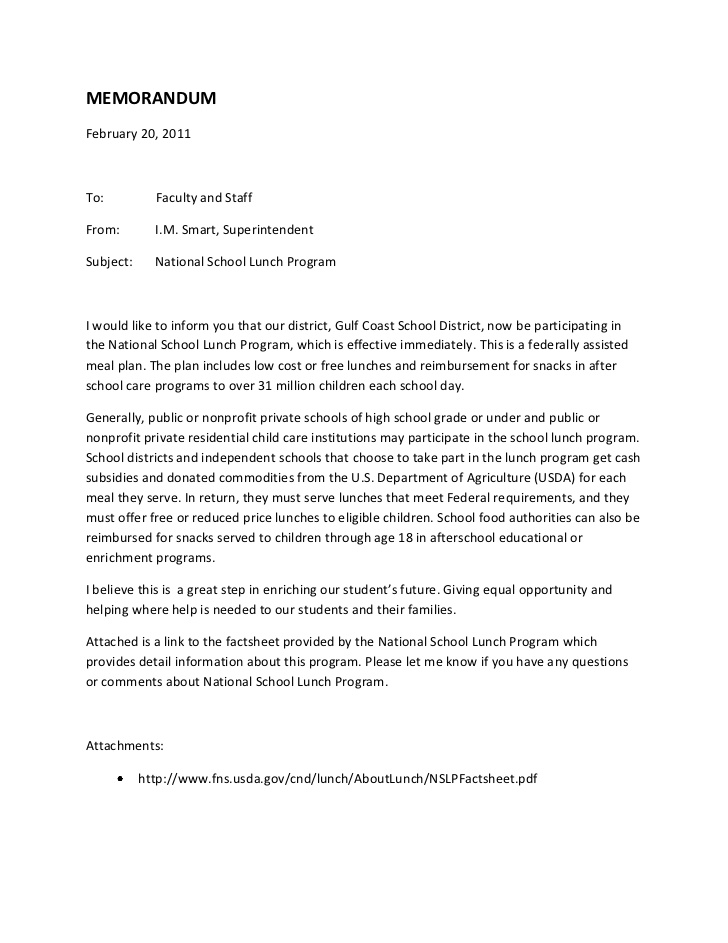 MEMORANDUM
February 20, 2011
To: Faculty and Staff
From: I.M. Smart, Superintendent
Subject: National School Lunch Program
I would like to inform you that our district, Gulf Coast School District, now be participating in
the National School Lunch Program, which is effective immediately. This is a federally assisted
meal plan. The plan includes low cost or free lunches and reimbursement for snacks in after
school care programs to over 31 million children each school day.
Generally, public or nonprofit private schools of high school grade or under and public or
nonprofit private residential child care institutions may participate in the school lunch program.
School districts and independent schools that choose to take part in the lunch program get cash
subsidies and donated commodities from the U.S. Department of Agriculture (USDA) for each
meal they serve. In return, they must serve lunches that meet Federal requirements, and they
must offer free or reduced price lunches to eligible children. School food authorities can also be
reimbursed for snacks served to children through age 18 in afterschool educational or
enrichment programs.
I believe this is a great step in enriching our student’s future. Giving equal opportunity and
helping where help is needed to our students and their families.
Attached is a link to the factsheet provided by the National School Lunch Program which
provides detail information about this program. Please let me know if you have any questions
or comments about National School Lunch Program.
Attachments:
• http://www.fns.usda.gov/cnd/lunch/AboutLunch/NSLPFactsheet.pdf